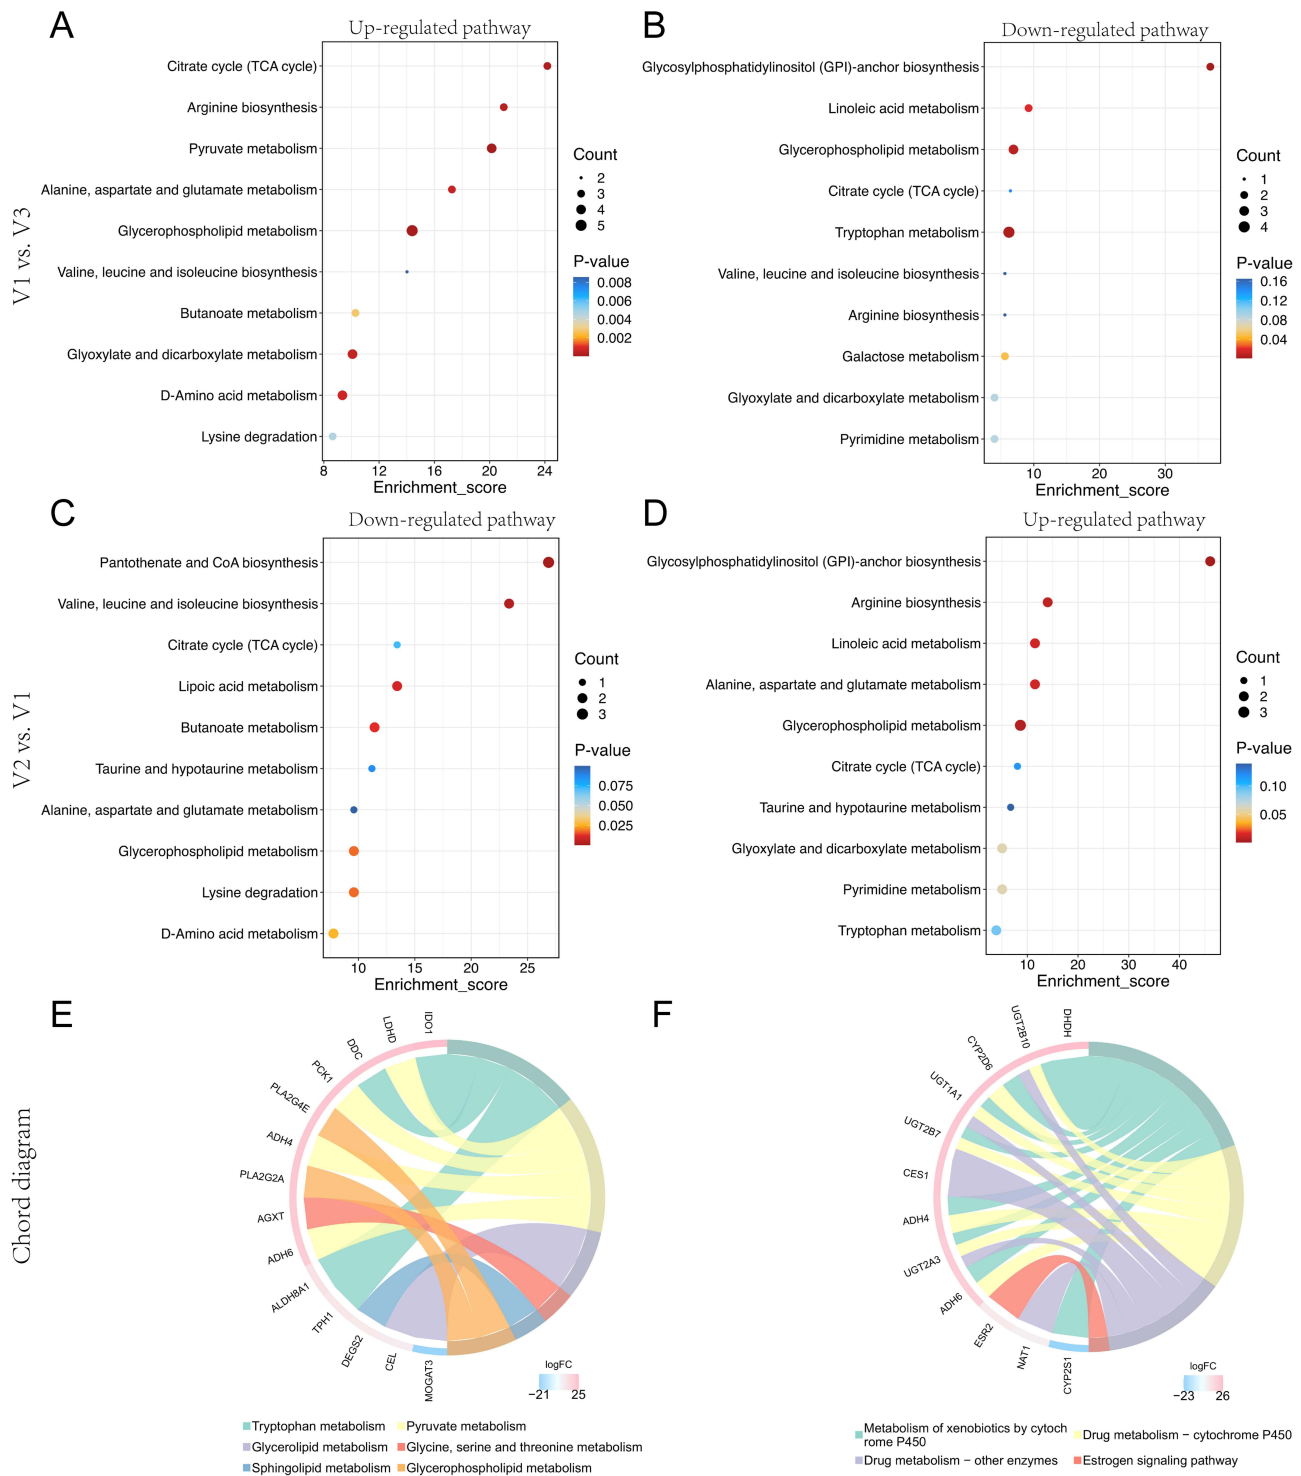 A
Up-regulated pathway
V1 vs. V3
Citrate cycle (TCA cycle)
Arginine biosynthesis
Pyruvate metabolism
Alanine, aspartate and glutamate metabolism
Glycerophospholipid metabolism
Valine, leucine and isoleucine biosynthesis
Butanoate metabolism
Glyoxylate and dicarboxylate metabolism
D-Amino acid metabolism
Lysine degradation
8 12 16 20 24
Enrichment_score
Count
2
3
4
5
P-value
0.008
0.006
0.004
0.002
B
Down-regulated pathway
Glycosylphosphatidylinositol (GPI)-anchor biosynthesis
Linoleic acid metabolism
Glycerophospholipid metabolism
Citrate cycle (TCA cycle)
Tryptophan metabolism
Valine, leucine and isoleucine biosynthesis
Arginine biosynthesis
Galactose metabolism
Glyoxylate and dicarboxylate metabolism
Pyrimidine metabolism
10 20 30
Enrichment_score
Count
1
2
3
4
P-value
0.16
0.12
0.08
0.04
C
Down-regulated pathway
V2 vs. V1
Pantothenate and CoA biosynthesis
Valine, leucine and isoleucine biosynthesis
Citrate cycle (TCA cycle)
Lipoic acid metabolism
Butanoate metabolism
Taurine and hypotaurine metabolism
Alanine, aspartate and glutamate metabolism
Glycerophospholipid metabolism
Lysine degradation
D-Amino acid metabolism
10 15 20 25
Enrichment_score
Count
1
2
3
P-value
0.075
0.050
0.025
D
Up-regulated pathway
Glycosylphosphatidylinositol (GPI)-anchor biosynthesis
Arginine biosynthesis
Linoleic acid metabolism
Alanine, aspartate and glutamate metabolism
Glycerophospholipid metabolism
Citrate cycle (TCA cycle)
Taurine and hypotaurine metabolism
Glyoxylate and dicarboxylate metabolism
Pyrimidine metabolism
Tryptophan metabolism
10 20 30 40
Enrichment_score
Count
1
2
3
P-value
0.10
0.05
E
Chord diagram
IDO1
LDHD
DDC
PCK1
PLA2G4E
ADH4
PLA2G2A
AGXT
ADH6
ALDH8A1
TPH1
DEGS2
CEL
MOGAT3
logFC
−21 25
Tryptophan metabolism
Pyruvate metabolism
Glycerolipid metabolism
Glycine, serine and threonine metabolism
Sphingolipid metabolism
Glycerophospholipid metabolism
F
DHDH
UGT2B10
CYP2D6
UGT1A1
UGT2B7
CES1
ADH4
UGT2A3
ADH6
ESR2
NAT1
CYP2S1
logFC
−23 26
Metabolism of xenobiotics by cytoch
rome P450
Drug metabolism − cytochrome P450
Drug metabolism − other enzymes
Estrogen signaling pathway